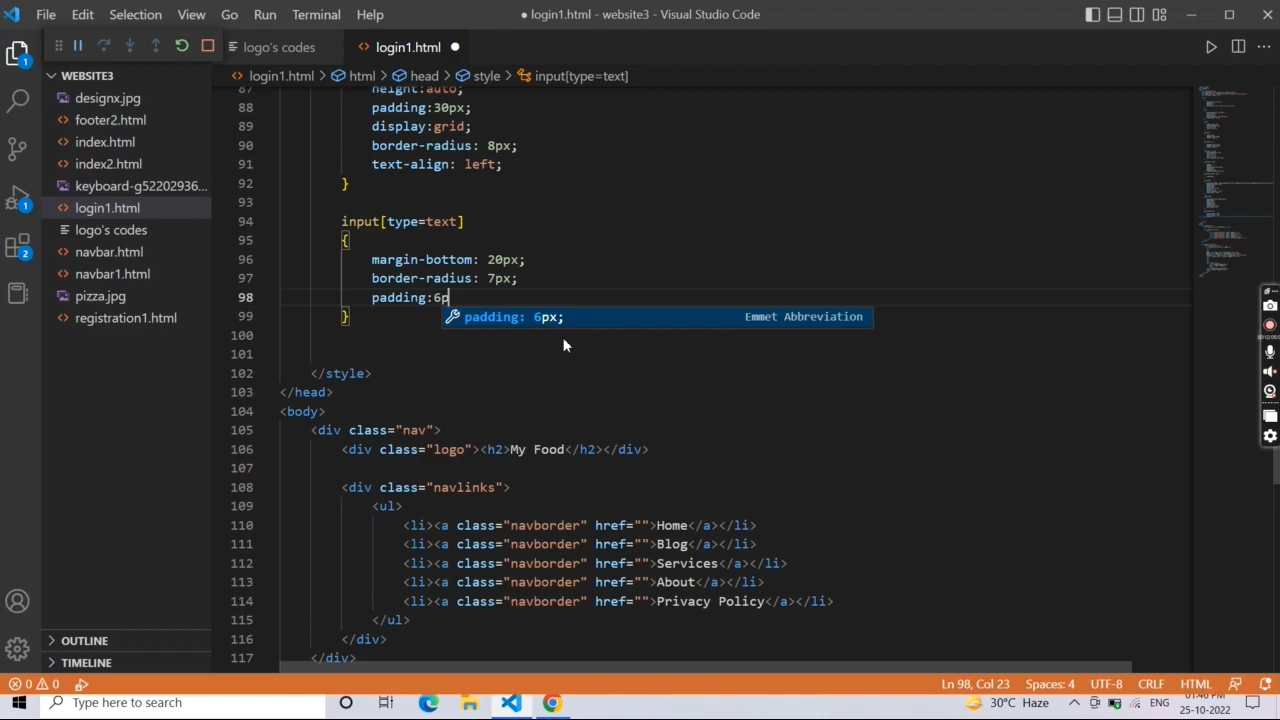 File Edit Selection View Go Run Terminal Help
● login1.html - website3 - Visual Studio Code
logo's codes
<> login1.html ●
<> login1.html > html > head > style > input[type=text]
WEBSITE3
designx.jpg
<> footer2.html
<> index.html
<> index2.html
keyboard-g52202936...
<> login1.html
logo's codes
<> navbar.html
<> navbar1.html
pizza.jpg
<> registration1.html
OUTLINE
TIMELINE
87 height:auto;
88 padding:30px;
89 display:grid;
90 border-radius: 8px;
91 text-align: left;
92 }
93
94 input[type=text]
95 {
96 margin-bottom: 20px;
97 border-radius: 7px;
98 padding:6p
99 }
padding: 6px; Emmet Abbreviation
100
101
102 </style>
103 </head>
104 <body>
105 <div class="nav">
106 <div class="logo"><h2>My Food</h2></div>
107
108 <div class="navlinks">
109 <ul>
110 <li><a class="navborder" href="">Home</a></li>
111 <li><a class="navborder" href="">Blog</a></li>
112 <li><a class="navborder" href="">Services</a></li>
113 <li><a class="navborder" href="">About</a></li>
114 <li><a class="navborder" href="">Privacy Policy</a></li>
115 </ul>
116 </div>
117 </div>
1
1
2
0 0
Ln 98, Col 23 Spaces: 4 UTF-8 CRLF HTML
Type here to search
30°C Haze
ENG
01:46 PM
25-10-2022